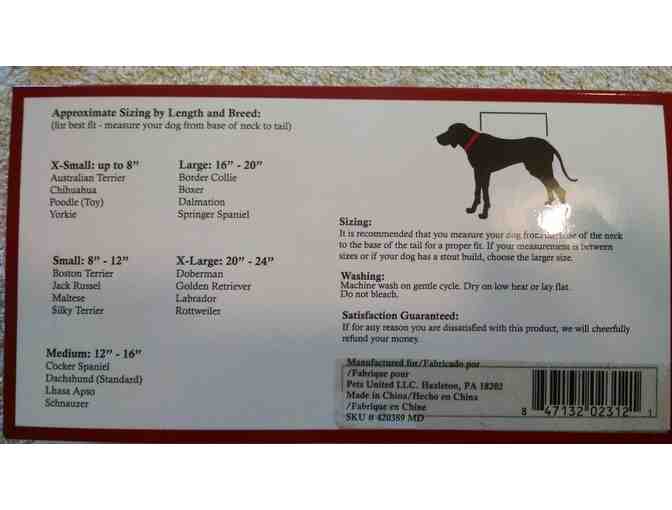 Approximate Sizing by Length and Breed:
(for best fit - measure your dog from base of neck to tail)
X-Small: up to 8"
Australian Terrier
Chihuahua
Poodle (Toy)
Yorkie
Large: 16" - 20"
Border Collie
Boxer
Dalmation
Springer Spaniel
Small: 8" - 12"
Boston Terrier
Jack Russel
Maltese
Silky Terrier
X-Large: 20" - 24"
Doberman
Golden Retriever
Labrador
Rottweiler
Medium: 12" - 16"
Cocker Spaniel
Dachshund (Standard)
Lhasa Apso
Schnauzer
Sizing:
It is recommended that you measure your dog from the base of the neck
to the base of the tail for a proper fit. If your measurement is between
sizes or if your dog has a stout build, choose the larger size.
Washing:
Machine wash on gentle cycle. Dry on low heat or lay flat.
Do not bleach.
Satisfaction Guaranteed:
If for any reason you are dissatisfied with this product, we will cheerfully
refund your money.
Manufactured for/Fabricado por
/Fabrique pour
Pets United LLC. Hazleton, PA 18202
Made in China/Hecho en China
/Fabrique en Chine
SKU # 420389 MD
8 47132 02312 1